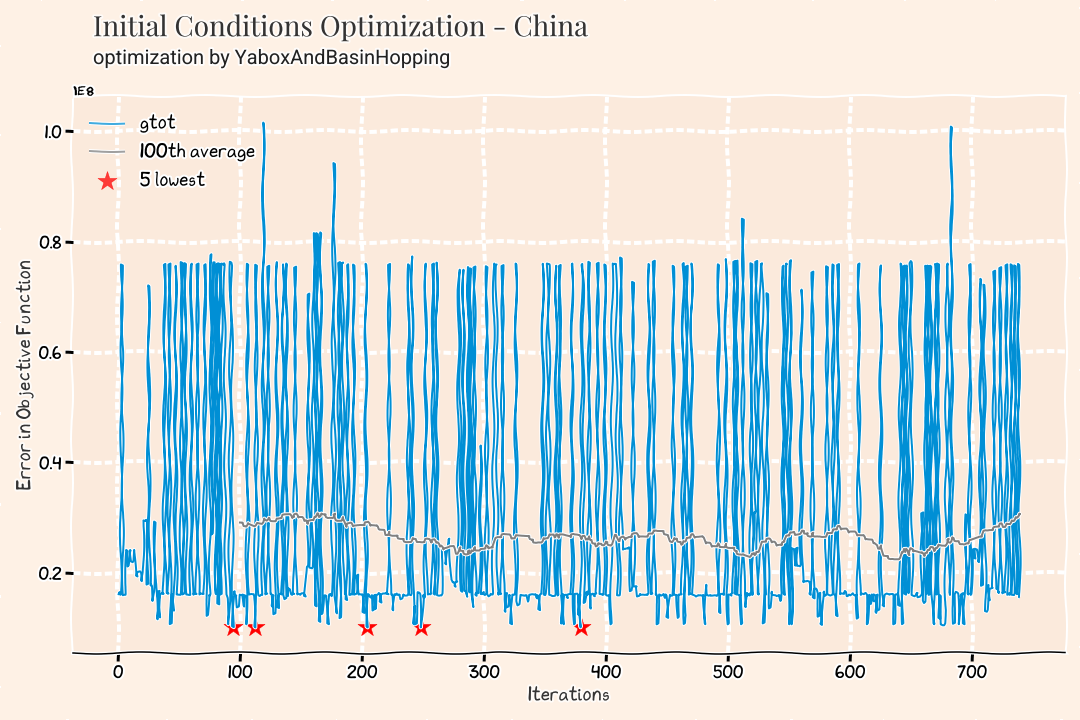 Initial Conditions Optimization - China
optimization by YaboxAndBasinHopping
1E8
gtot
100th average
5 lowest
1.0
0.8
0.6
0.4
0.2
Error in Objective Function
0 100 200 300 400 500 600 700
Iterations